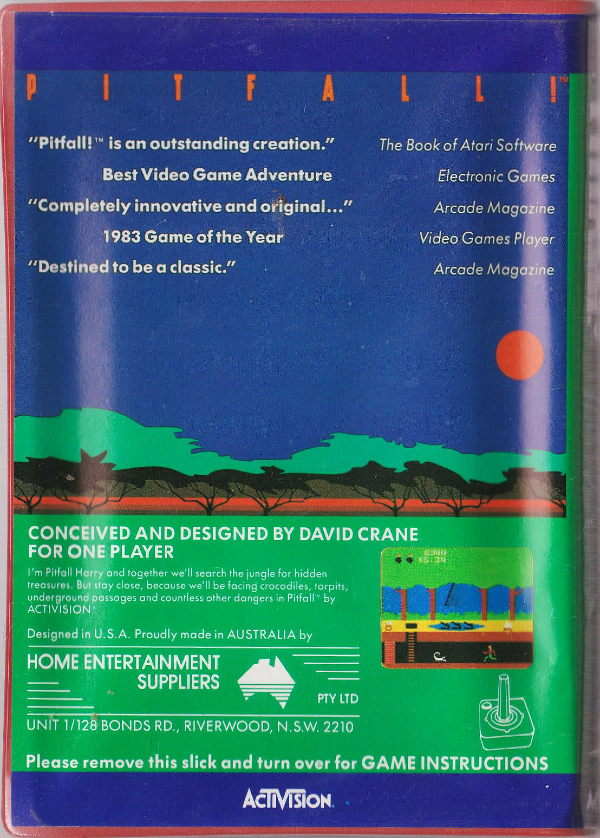 PITFALL!™
"Pitfall!™ is an outstanding creation." The Book of Atari Software
Best Video Game Adventure Electronic Games
"Completely innovative and original..." Arcade Magazine
1983 Game of the Year Video Games Player
"Destined to be a classic." Arcade Magazine
CONCEIVED AND DESIGNED BY DAVID CRANE
FOR ONE PLAYER
I'm Pitfall Harry and together we'll search the jungle for hidden
treasures. But stay close, because we'll be facing crocodiles, tarpits,
underground passages and countless other dangers in Pitfall™ by
ACTIVISION
Designed in U.S.A. Proudly made in AUSTRALIA by
HOME ENTERTAINMENT
SUPPLIERS
PTY LTD
UNIT 1/128 BONDS RD., RIVERWOOD, N.S.W. 2210
Please remove this slick and turn over for GAME INSTRUCTIONS
ACTIVISION